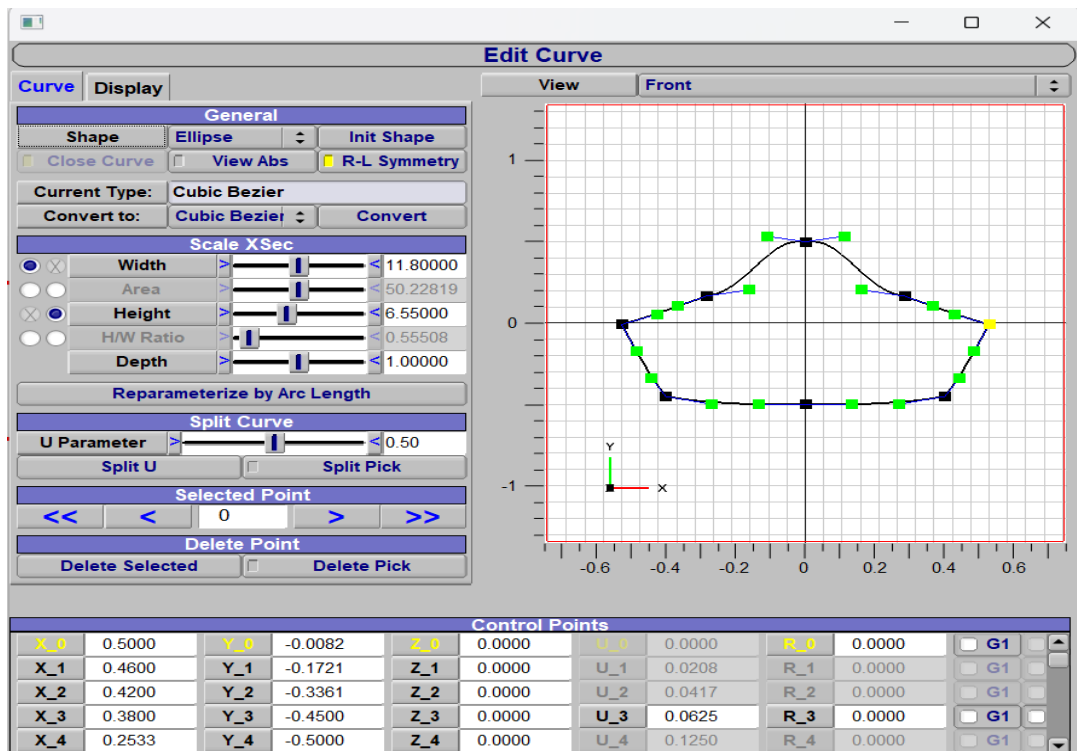 Edit Curve
Curve Display
View Front
General
Shape Ellipse Init Shape
Close Curve View Abs R-L Symmetry
Current Type: Cubic Bezier
Convert to: Cubic Bezier Convert
Scale XSec
Width > < 11.80000
Area > < 50.22819
Height > < 6.55000
H/W Ratio > < 0.55508
Depth > < 1.00000
Reparameterize by Arc Length
Split Curve
U Parameter > < 0.50
Split U Split Pick
Selected Point
<< < 0 > >>
Delete Point
Delete Selected Delete Pick
1
0
-1
Y
X
-0.6 -0.4 -0.2 0 0.2 0.4 0.6
Control Points
X_0 0.5000 Y_0 -0.0082 Z_0 0.0000 U_0 0.0000 R_0 0.0000 G1
X_1 0.4600 Y_1 -0.1721 Z_1 0.0000 U_1 0.0208 R_1 0.0000 G1
X_2 0.4200 Y_2 -0.3361 Z_2 0.0000 U_2 0.0417 R_2 0.0000 G1
X_3 0.3800 Y_3 -0.4500 Z_3 0.0000 U_3 0.0625 R_3 0.0000 G1
X_4 0.2533 Y_4 -0.5000 Z_4 0.0000 U_4 0.1250 R_4 0.0000 G1